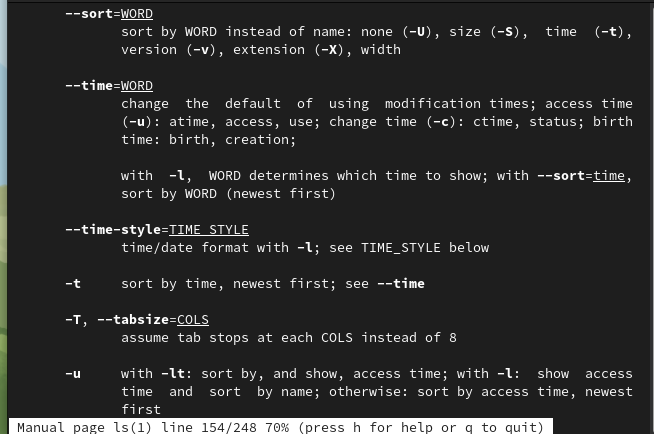 --sort=WORD
sort by WORD instead of name: none (-U), size (-S), time (-t),
version (-v), extension (-X), width
--time=WORD
change the default of using modification times; access time
(-u): atime, access, use; change time (-c): ctime, status; birth
time: birth, creation;
with -l, WORD determines which time to show; with --sort=time,
sort by WORD (newest first)
--time-style=TIME_STYLE
time/date format with -l; see TIME_STYLE below
-t sort by time, newest first; see --time
-T, --tabsize=COLS
assume tab stops at each COLS instead of 8
-u with -lt: sort by, and show, access time; with -l: show access
time and sort by name; otherwise: sort by access time, newest
first
Manual page ls(1) line 154/248 70% (press h for help or q to quit)